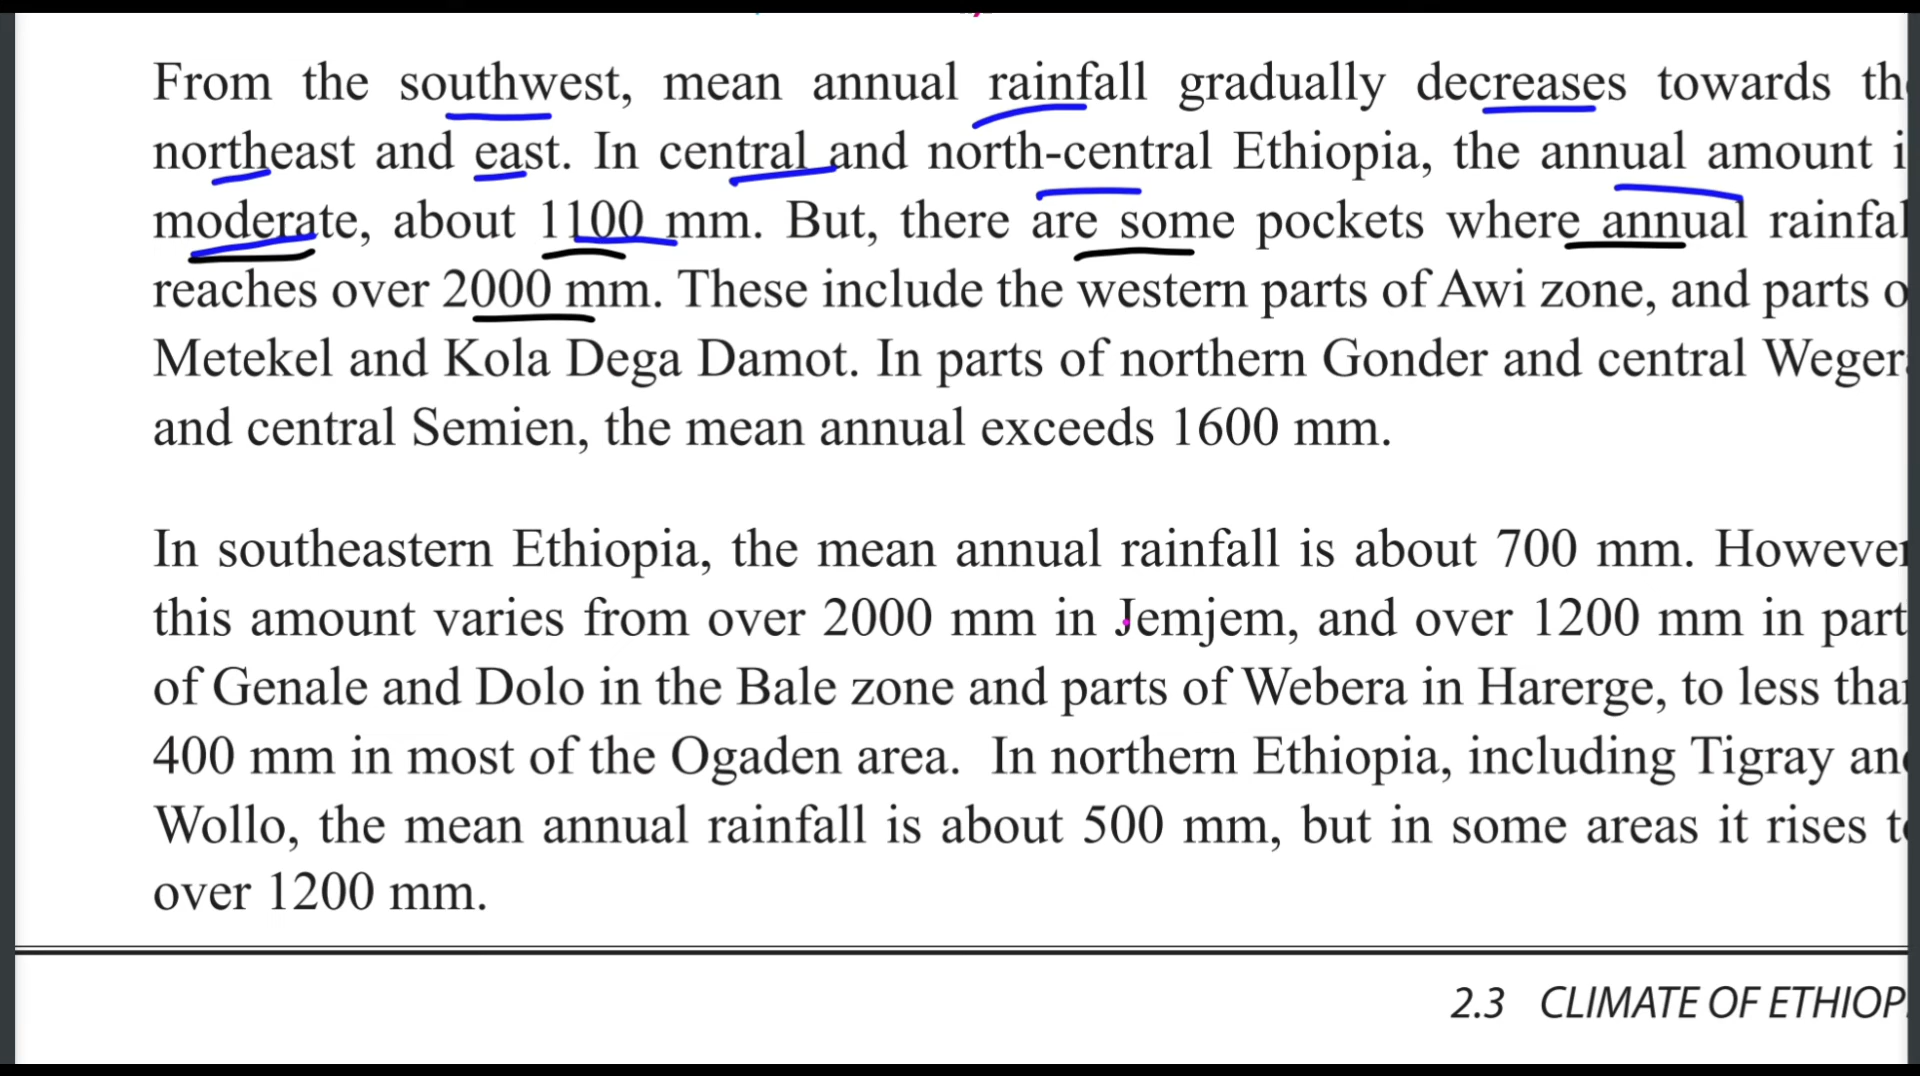 From the southwest, mean annual rainfall gradually decreases towards th
northeast and east. In central and north-central Ethiopia, the annual amount i
moderate, about 1100 mm. But, there are some pockets where annual rainfal
reaches over 2000 mm. These include the western parts of Awi zone, and parts o
Metekel and Kola Dega Damot. In parts of northern Gonder and central Weger
and central Semien, the mean annual exceeds 1600 mm.
In southeastern Ethiopia, the mean annual rainfall is about 700 mm. However
this amount varies from over 2000 mm in Jemjem, and over 1200 mm in part
of Genale and Dolo in the Bale zone and parts of Webera in Harerge, to less tha
400 mm in most of the Ogaden area. In northern Ethiopia, including Tigray an
Wollo, the mean annual rainfall is about 500 mm, but in some areas it rises t
over 1200 mm.
2.3 CLIMATE OF ETHIOP